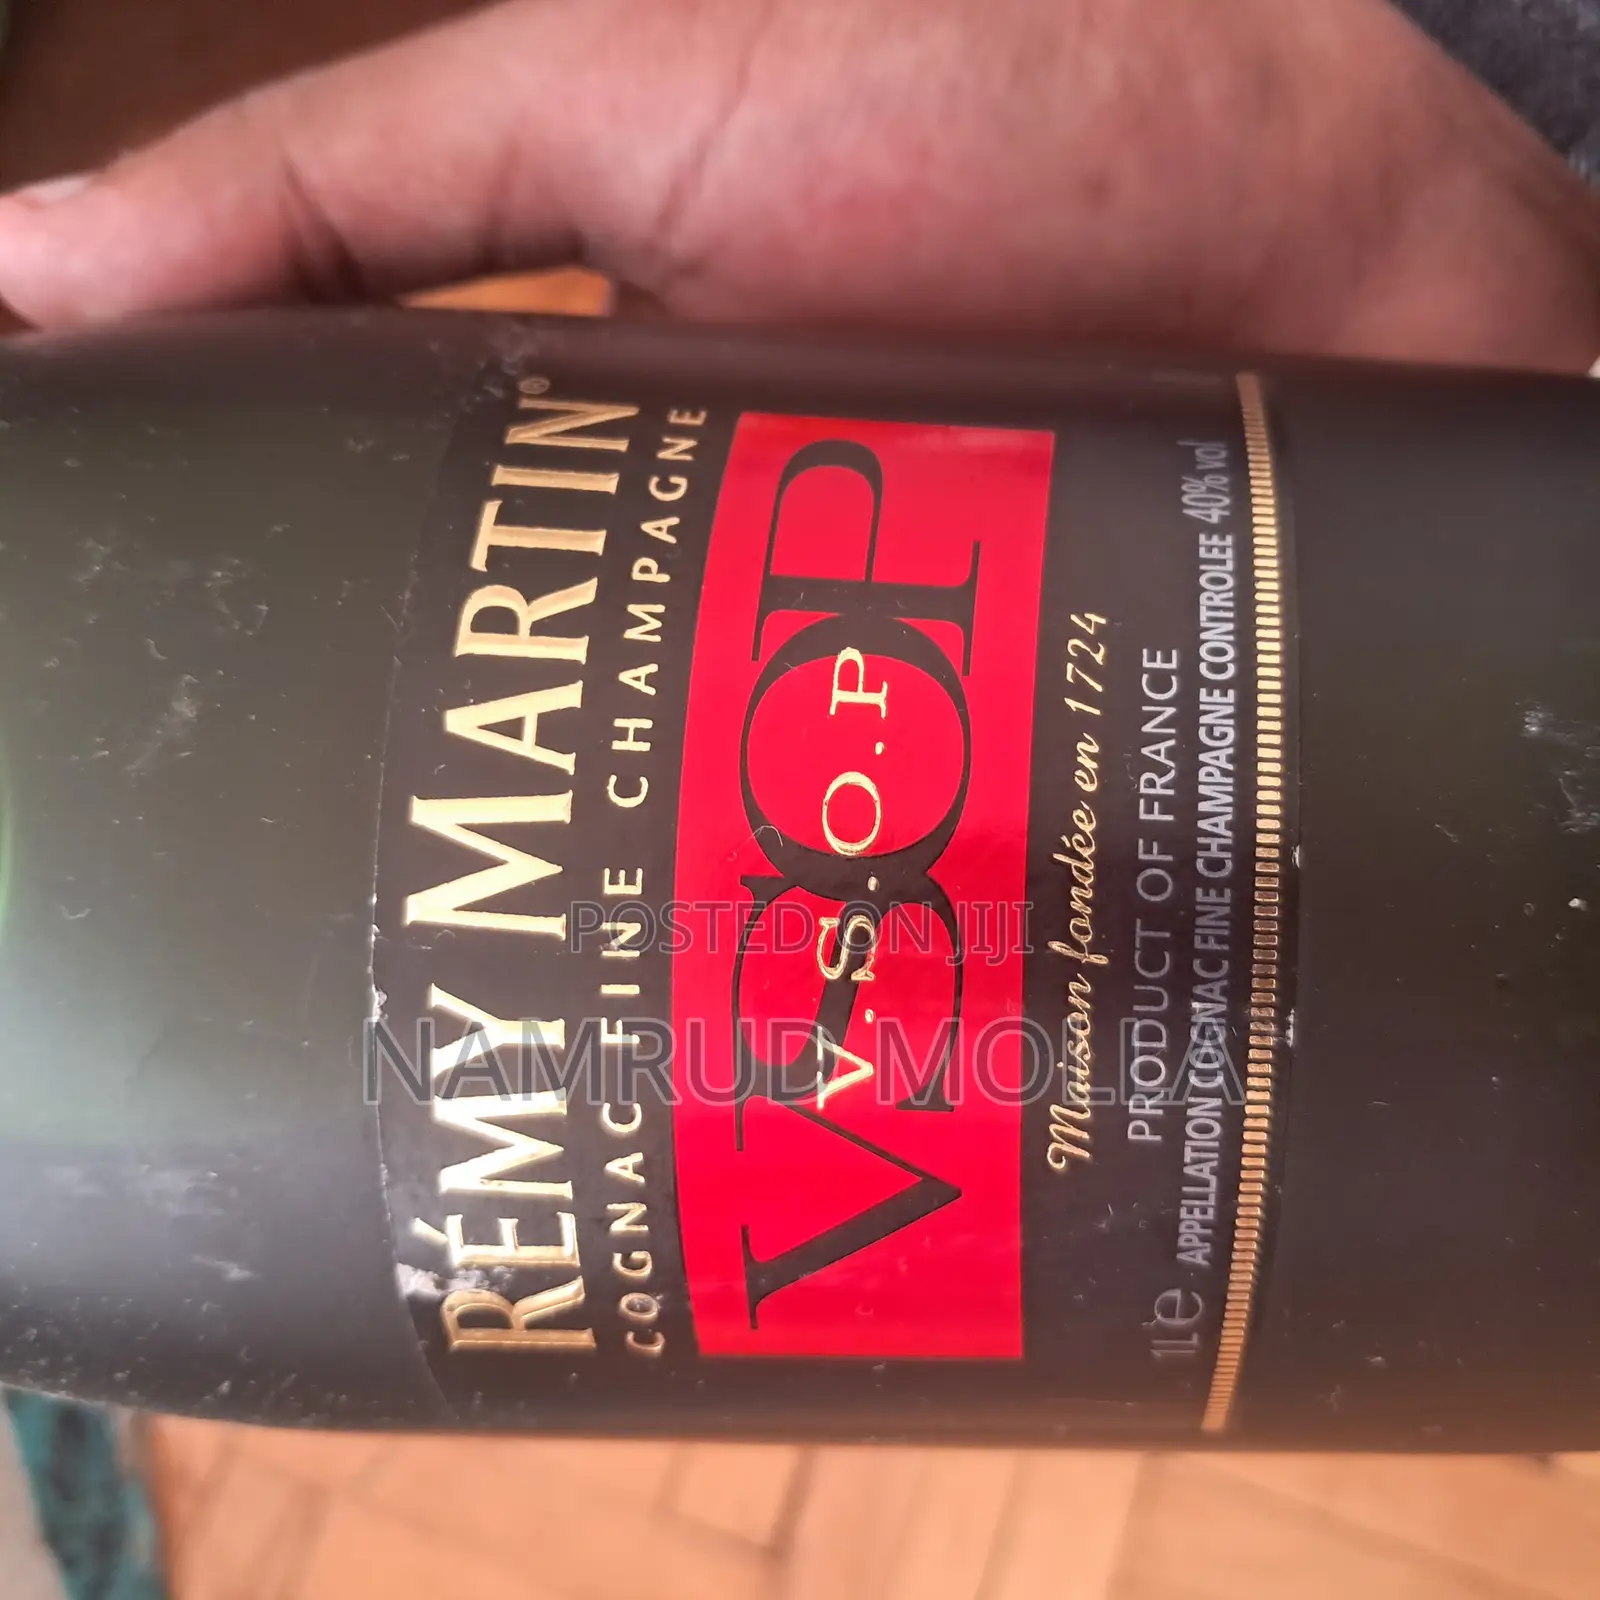 RÉMY MARTIN®
COGNAC FINE CHAMPAGNE
VSOP
V.S.O.P
Maison fondée en 1724
PRODUCT OF FRANCE
1L e APPELLATION COGNAC FINE CHAMPAGNE CONTROLEE 40% vol
POSTED ON JIJI
NAMRUD MOLLA